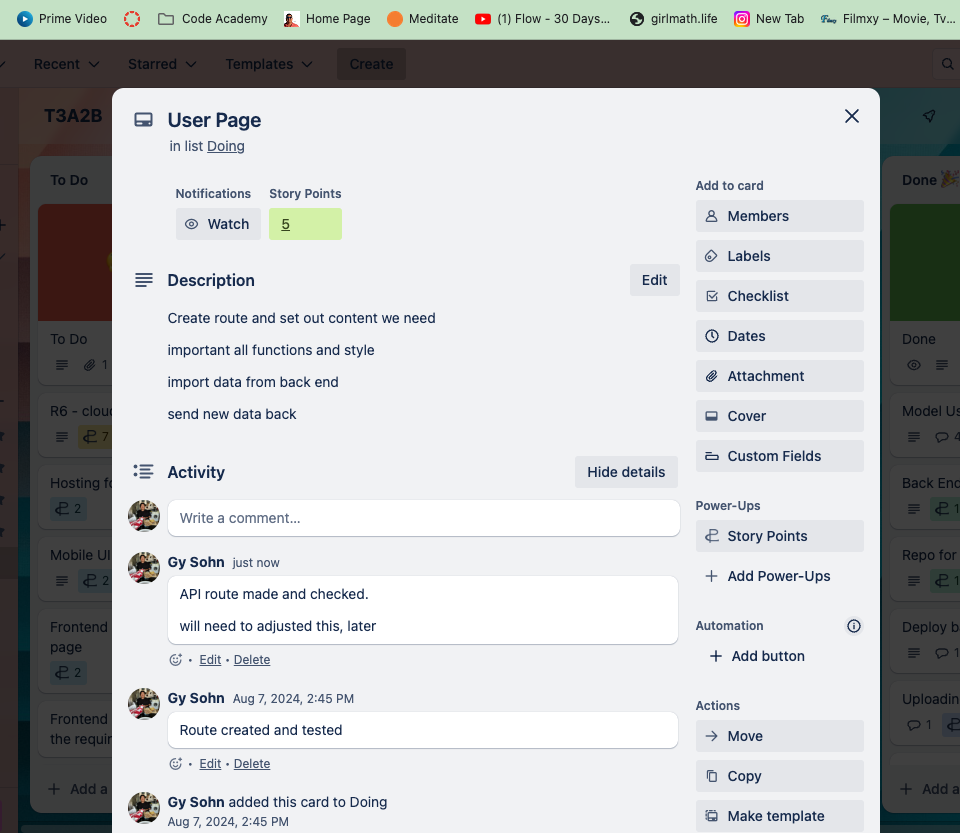 Prime Video
Code Academy
Home Page
Meditate
(1) Flow - 30 Days...
girlmath.life
New Tab
Filmxy – Movie, Tv...
Recent
Starred
Templates
Create
T3A2B
User Page
in list Doing
Notifications
Story Points
Watch
5
Description
Edit
Create route and set out content we need
important all functions and style
import data from back end
send new data back
Activity
Hide details
Write a comment…
Gy Sohn just now
API route made and checked.
will need to adjusted this, later
• Edit • Delete
Gy Sohn Aug 7, 2024, 2:45 PM
Route created and tested
• Edit • Delete
Gy Sohn added this card to Doing
Aug 7, 2024, 2:45 PM
Add to card
Members
Labels
Checklist
Dates
Attachment
Cover
Custom Fields
Power-Ups
Story Points
Add Power-Ups
Automation
Add button
Actions
Move
Copy
Make template
To Do
To Do
1
R6 - clou
7
Hosting fo
2
Mobile UI
2
Frontend
page
2
Frontend
the requir
Add a
Done
Done
Model Us
4
Back End
1
Repo for
1
Deploy b
1
Uploadin
1
Add a